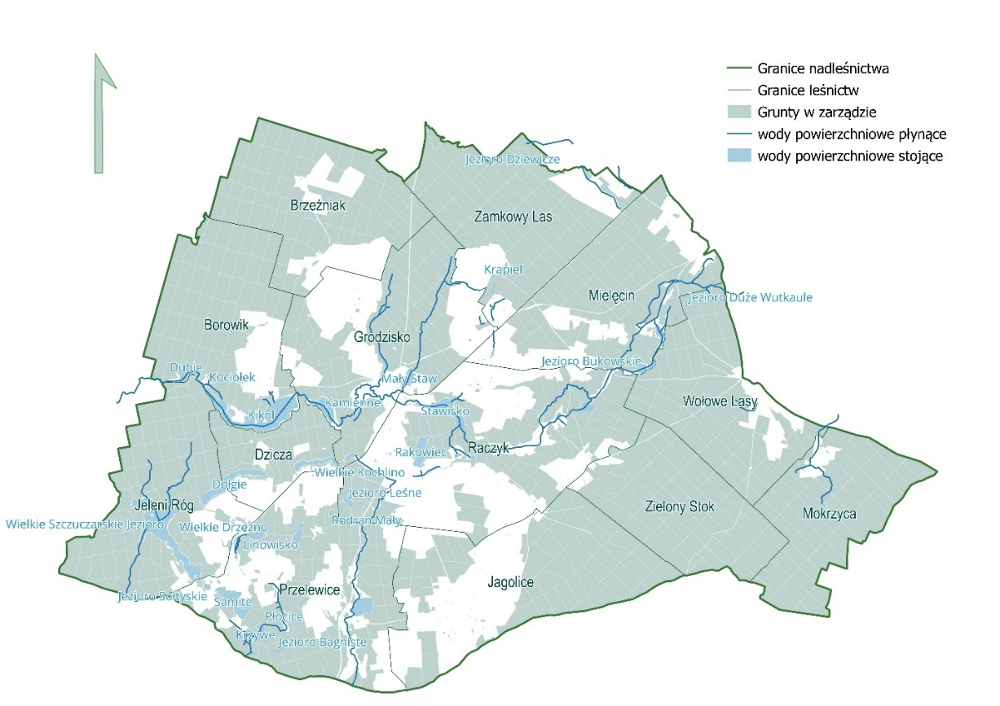 Granice nadleśnictwa
Granice leśnictw
Grunty w zarządzie
wody powierzchniowe płynące
wody powierzchniowe stojące
Jezioro Dziewicze
Brzeźniak
Zamkowy Las
Krąpiel
Mielęcin
Jezioro Duże Wutkaule
Borowik
Grodzisko
Jezioro Bukowskie
Dubie
Kociołek
Mały Staw
Kamienne
Wołowe Lasy
Kikol
Stawisko
Dzicza
Rakowiec
Raczyk
Wielkie Kochlino
Dołgie
Jezioro Leśne
Jeleni Róg
Zielony Stok
Mokrzyca
Wielkie Szczuczarskie Jezioro
Wielkie Drzeźno
Rodran Mały
Linowisko
Jagolice
Przelewice
Jezioro Sołtyskie
Samite
Płocice
Krzywe
Jezioro Bagniste